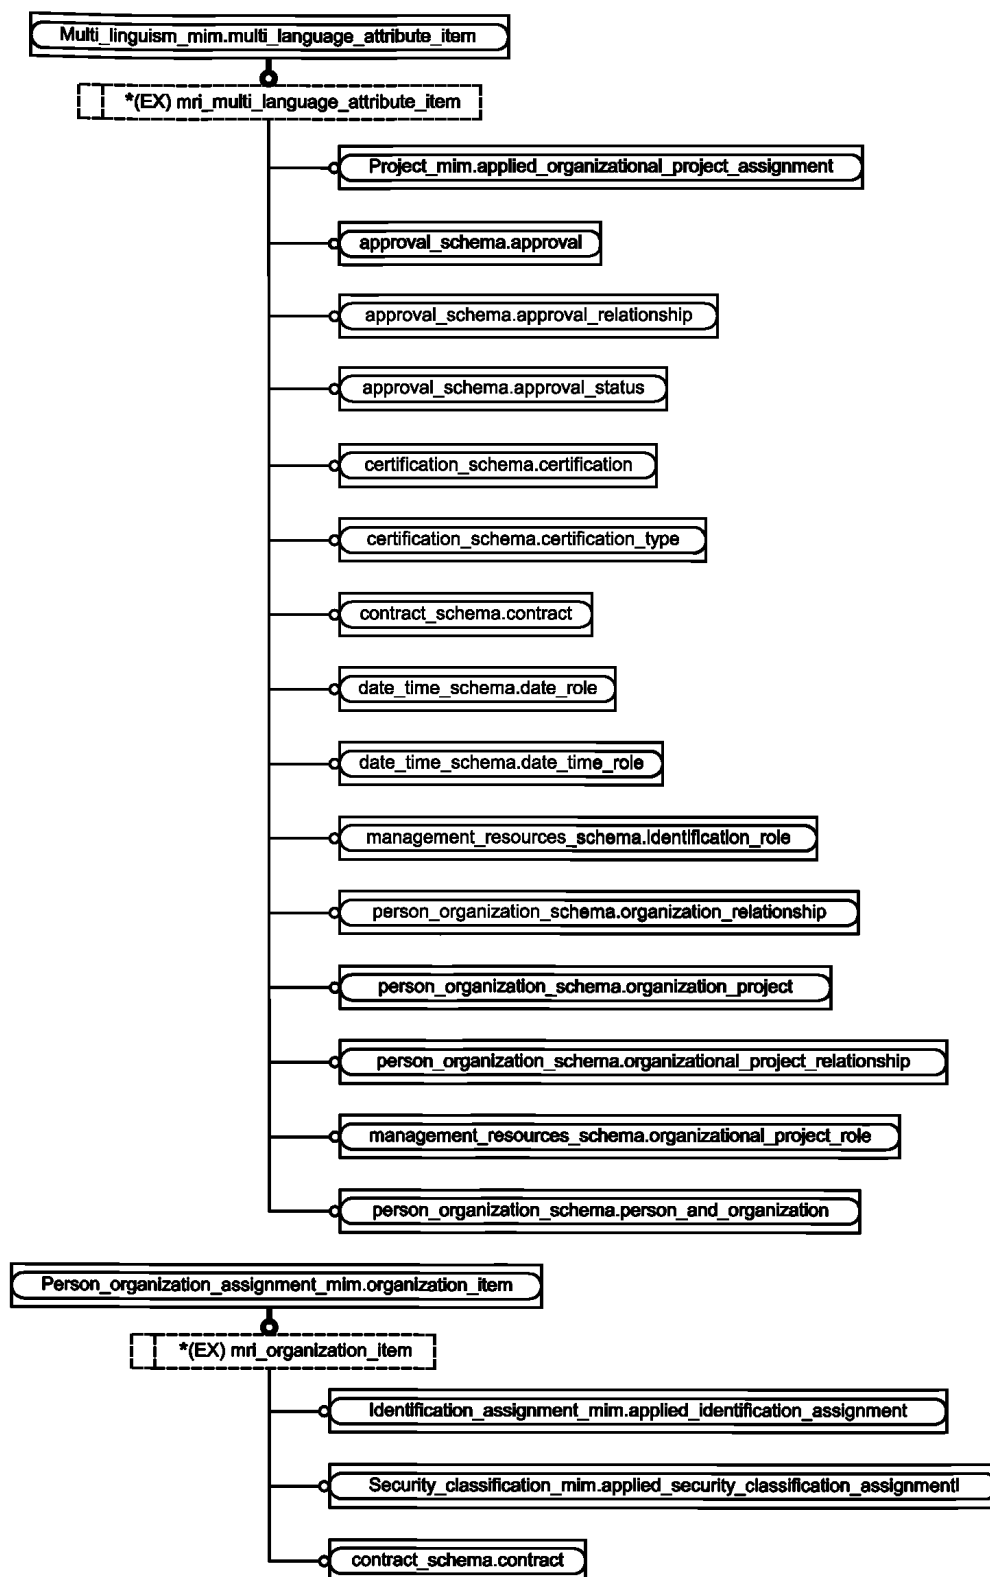 Multi_linguism_mim.multi_language_attribute_item
*(EX) mri_multi_language_attribute_item
Project_mim.applied_organizational_project_assignment
approval_schema.approval
approval_schema.approval_relationship
approval_schema.approval_status
certification_schema.certification
certification_schema.certification_type
contract_schema.contract
date_time_schema.date_role
date_time_schema.date_time_role
management_resources_schema.identification_role
person_organization_schema.organization_relationship
person_organization_schema.organization_project
person_organization_schema.organizational_project_relationship
management_resources_schema.organizational_project_role
person_organization_schema.person_and_organization
Person_organization_assignment_mim.organization_item
*(EX) mri_organization_item
Identification_assignment_mim.applied_identification_assignment
Security_classification_mim.applied_security_classification_assignmentl
contract_schema.contract